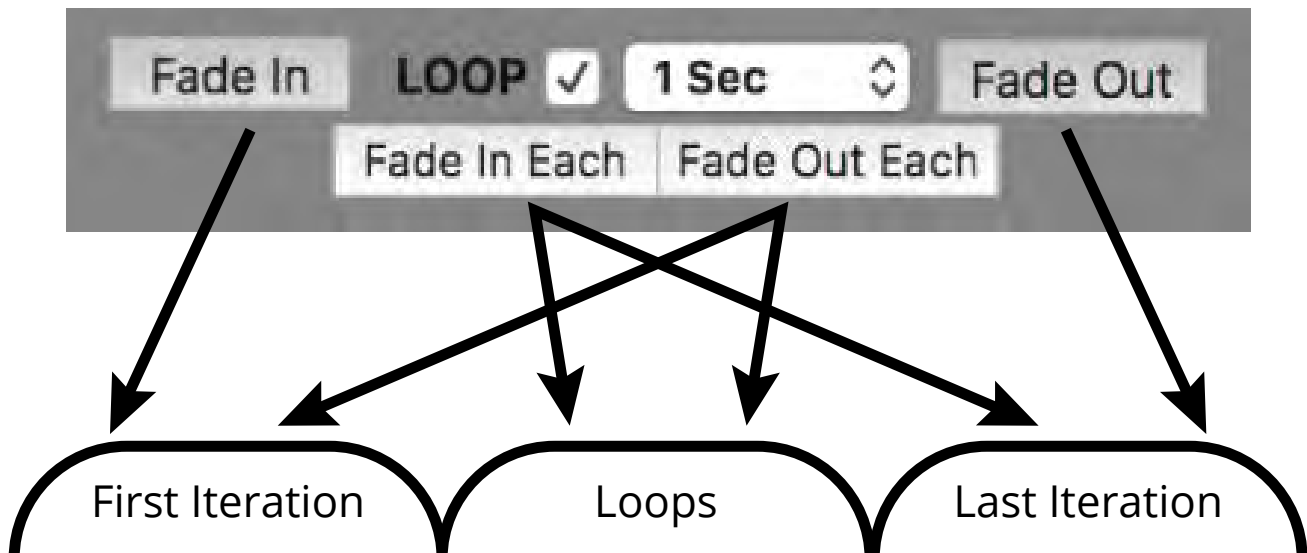 Fade In LOOP 1 Sec Fade Out
Fade In Each Fade Out Each
First Iteration Loops Last Iteration